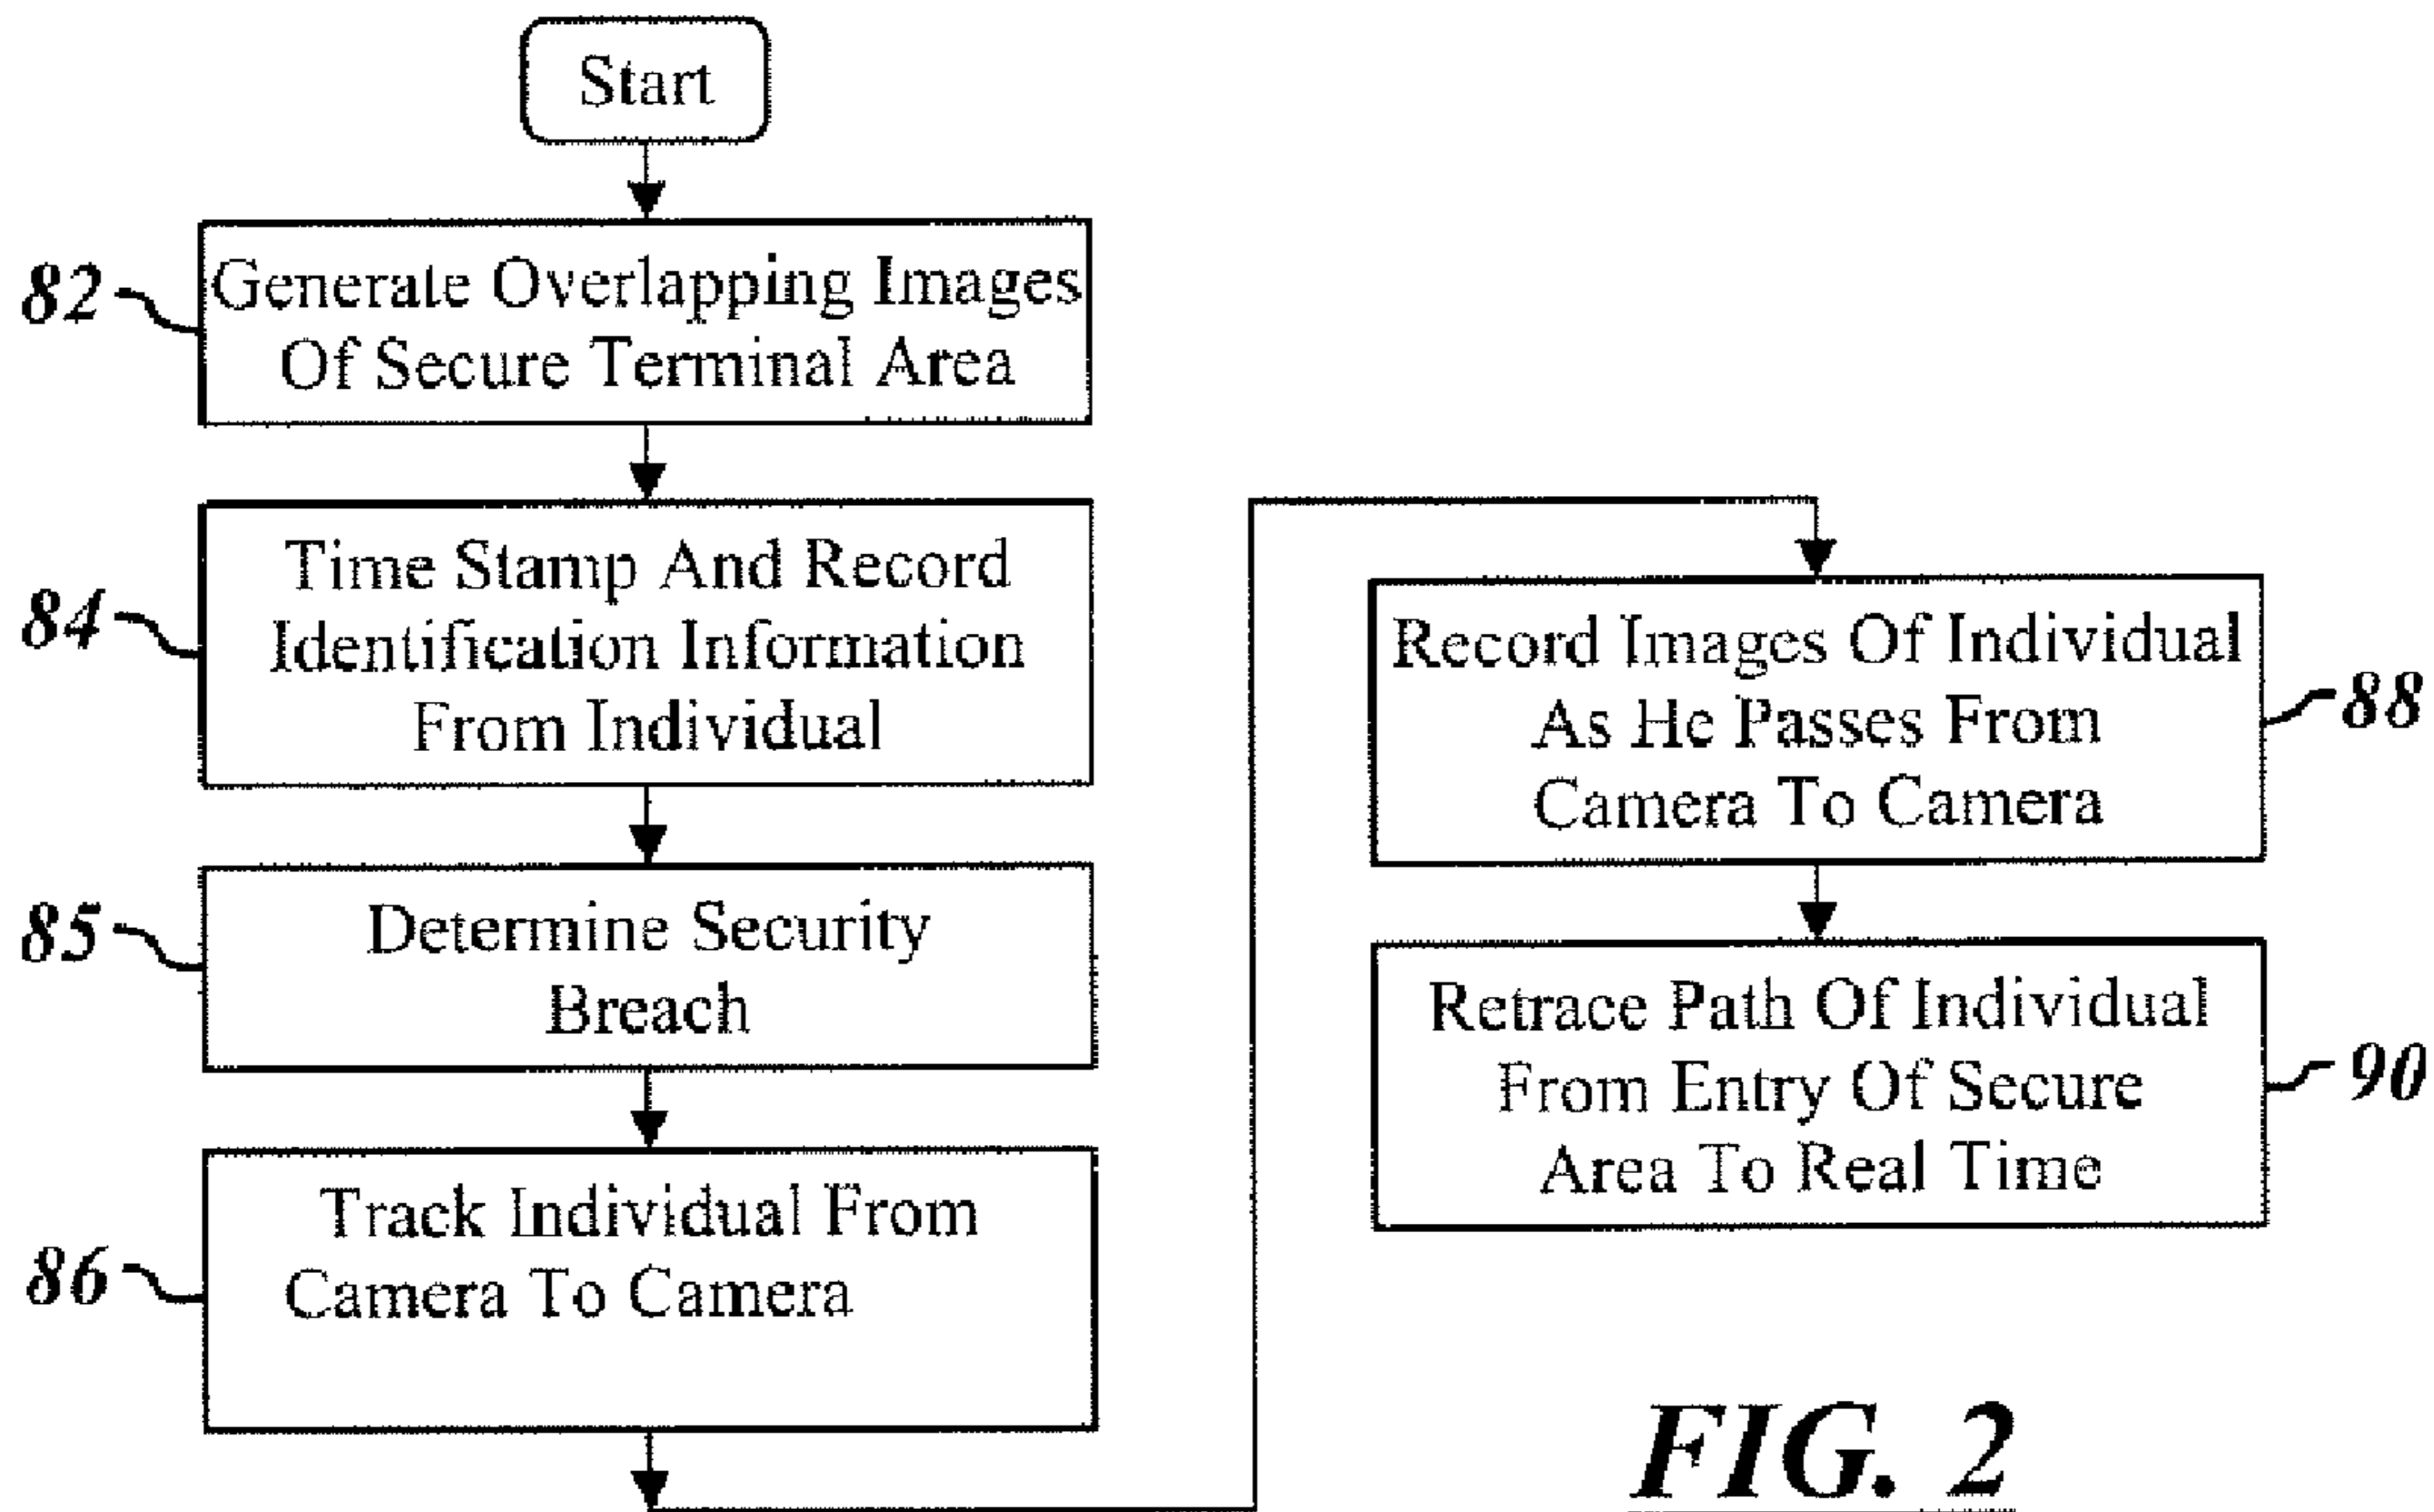 Start
82
Generate Overlapping Images
Of Secure Terminal Area
84
Time Stamp And Record
Identification Information
From Individual
85
Determine Security
Breach
86
Track Individual From
Camera To Camera
Record Images Of Individual
As He Passes From
Camera To Camera
88
Retrace Path Of Individual
From Entry Of Secure
Area To Real Time
90
FIG. 2